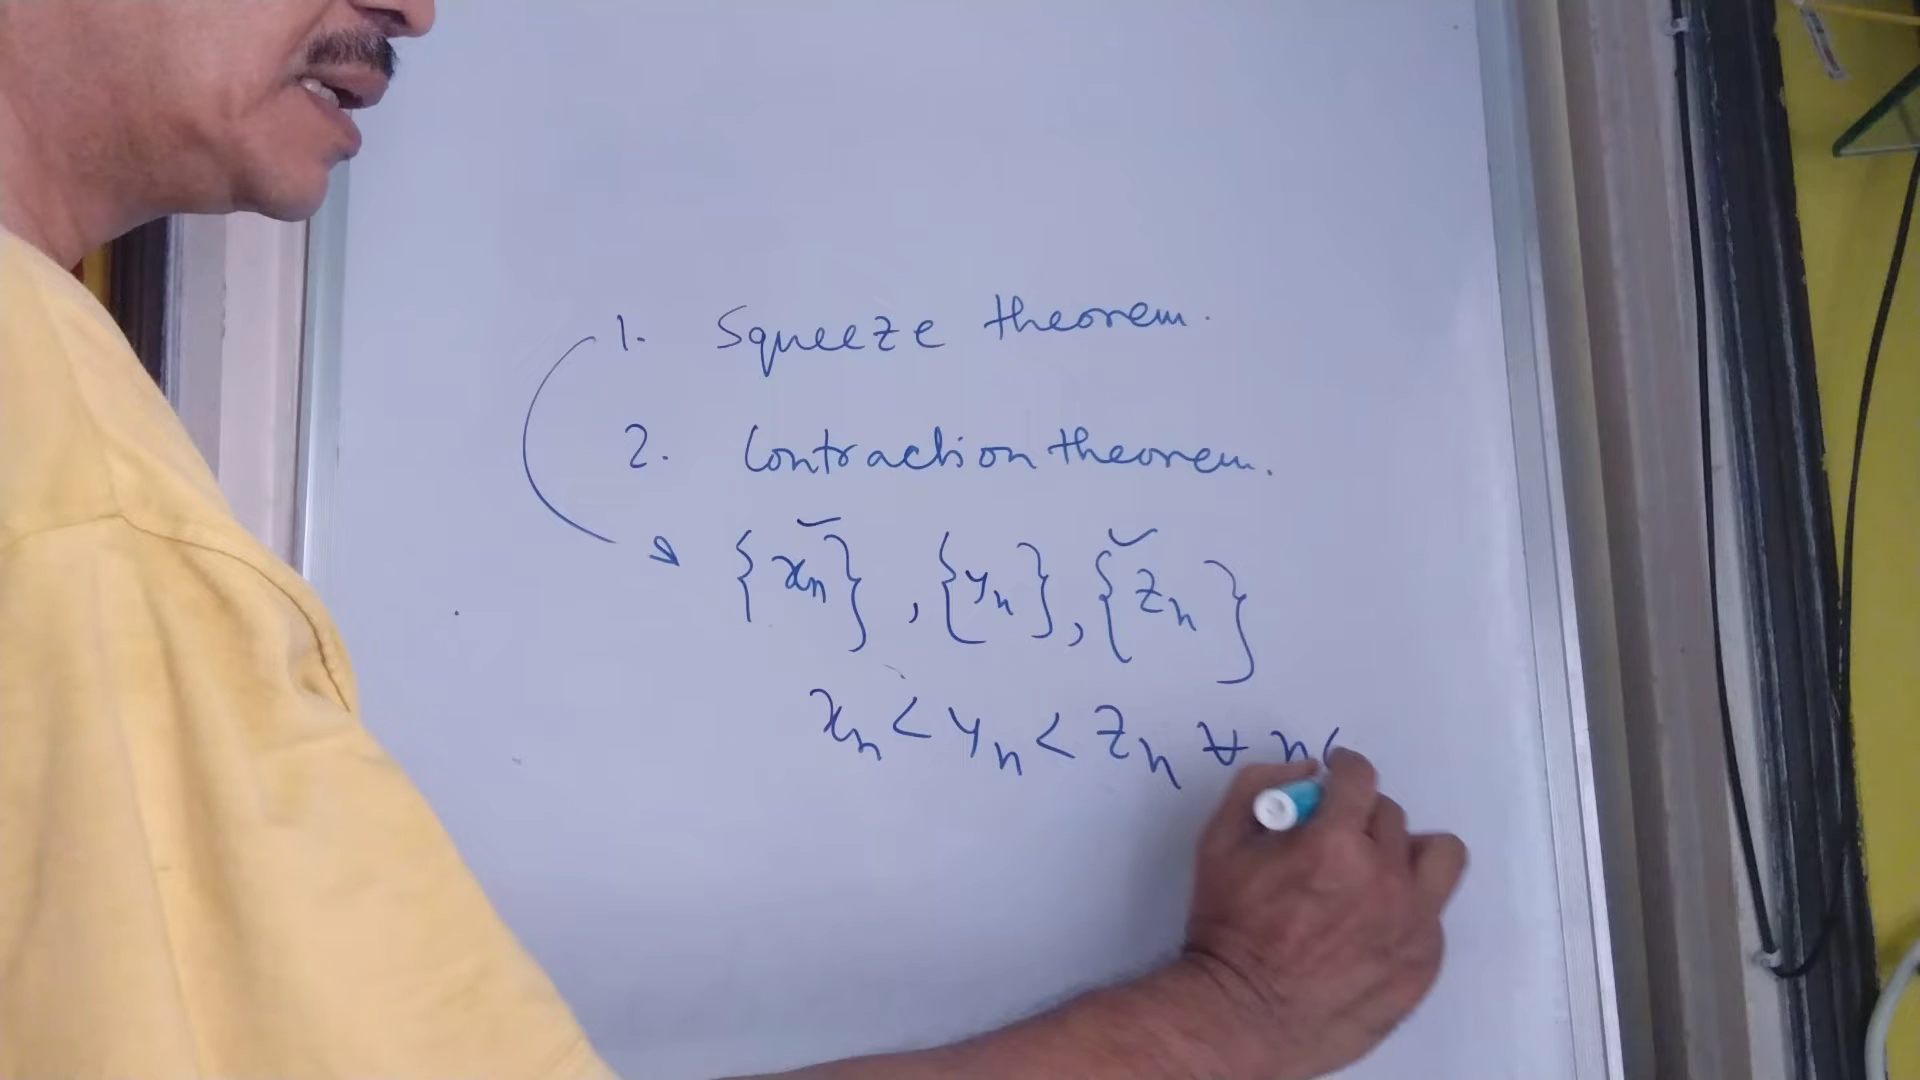 1. Squeeze theorem.
2. Contraction theorem.
{xₙ}, {yₙ}, {zₙ}
xₙ < yₙ < zₙ ∀ n